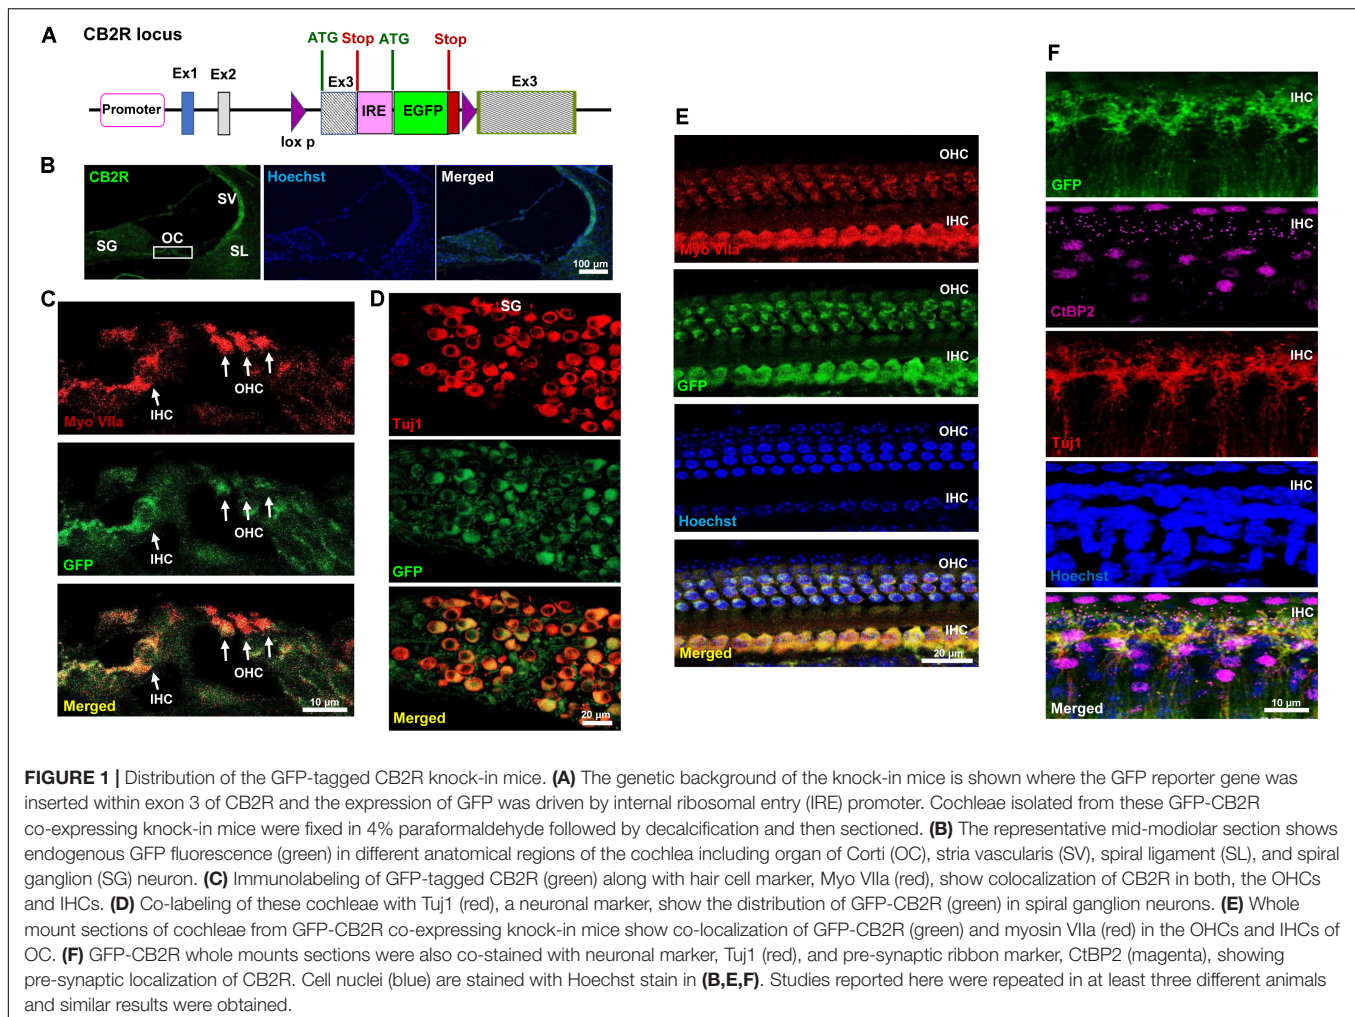 A CB2R locus
ATG Stop ATG Stop
Ex1 Ex2 Ex3 Ex3
Promoter IRE EGFP
lox p
B
CB2R Hoechst Merged
SV
SG OC SL
100 µm
C
Myo VIIa
IHC
OHC
GFP
IHC
OHC
Merged
IHC
OHC
10 µm
D
SG
Tuj1
GFP
Merged
20 µm
E
OHC
IHC
Myo VIIa
OHC
IHC
GFP
OHC
IHC
Hoechst
OHC
IHC
Merged
20 µm
F
IHC
GFP
IHC
CtBP2
IHC
Tuj1
IHC
Hoechst
IHC
Merged
10 µm
FIGURE 1 | Distribution of the GFP-tagged CB2R knock-in mice. (A) The genetic background of the knock-in mice is shown where the GFP reporter gene was
inserted within exon 3 of CB2R and the expression of GFP was driven by internal ribosomal entry (IRE) promoter. Cochleae isolated from these GFP-CB2R
co-expressing knock-in mice were fixed in 4% paraformaldehyde followed by decalcification and then sectioned. (B) The representative mid-modiolar section shows
endogenous GFP fluorescence (green) in different anatomical regions of the cochlea including organ of Corti (OC), stria vascularis (SV), spiral ligament (SL), and spiral
ganglion (SG) neuron. (C) Immunolabeling of GFP-tagged CB2R (green) along with hair cell marker, Myo VIIa (red), show colocalization of CB2R in both, the OHCs
and IHCs. (D) Co-labeling of these cochleae with Tuj1 (red), a neuronal marker, show the distribution of GFP-CB2R (green) in spiral ganglion neurons. (E) Whole
mount sections of cochleae from GFP-CB2R co-expressing knock-in mice show co-localization of GFP-CB2R (green) and myosin VIIa (red) in the OHCs and IHCs of
OC. (F) GFP-CB2R whole mounts sections were also co-stained with neuronal marker, Tuj1 (red), and pre-synaptic ribbon marker, CtBP2 (magenta), showing
pre-synaptic localization of CB2R. Cell nuclei (blue) are stained with Hoechst stain in (B,E,F). Studies reported here were repeated in at least three different animals
and similar results were obtained.